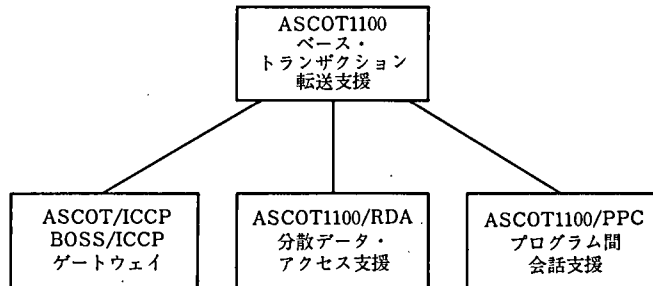 ASCOT1100
ベース・
トランザクション
転送支援
ASCOT/ICCP
BOSS/ICCP
ゲートウェイ
ASCOT1100/RDA
分散データ・
アクセス支援
ASCOT1100/PPC
プログラム間
会話支援